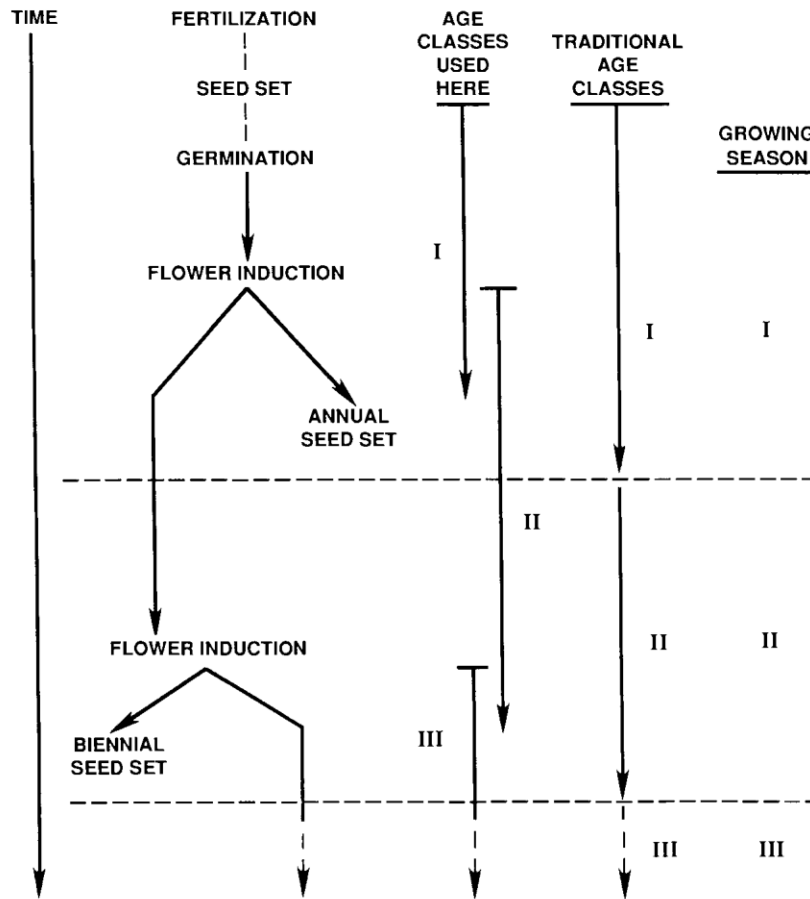 TIME
FERTILIZATION
SEED SET
GERMINATION
FLOWER INDUCTION
ANNUAL
SEED SET
FLOWER INDUCTION
BIENNIAL
SEED SET
AGE
CLASSES
USED
HERE
I
II
III
TRADITIONAL
AGE
CLASSES
I
II
III
GROWING
SEASON
I
II
III